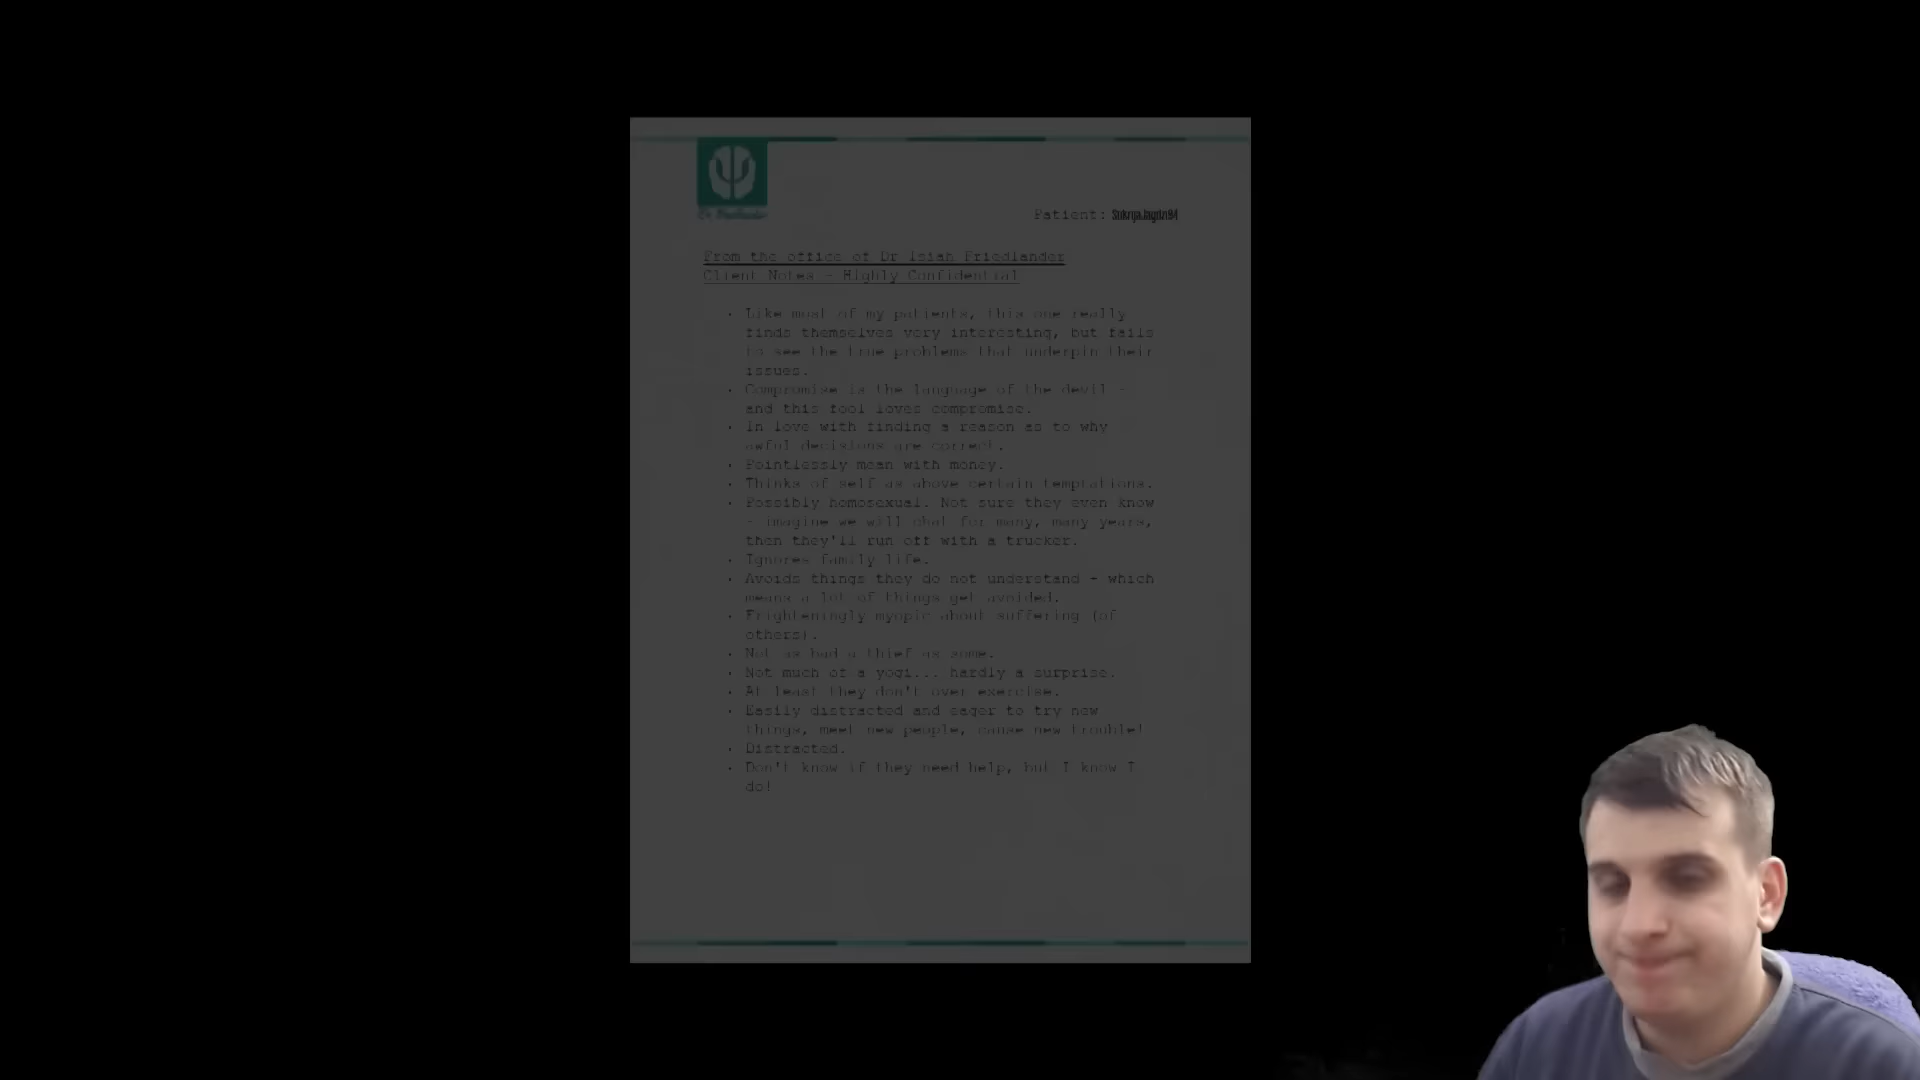 Dr Friedlander
Patient:
From the office of Dr Isiah Friedlander
Client Notes - Highly Confidential
• Like most of my patients, this one really
finds themselves very interesting, but fails
to see the true problems that underpin their
issues.
• Compromise is the language of the devil -
and this fool loves compromise.
• In love with finding a reason as to why
awful decisions are correct.
• Pointlessly mean with money.
• Thinks of self as above certain temptations.
• Possibly homosexual. Not sure they even know
- imagine we will chat for many, many years,
then they'll run off with a trucker.
• Ignores family life.
• Avoids things they do not understand - which
means a lot of things get avoided.
• Frighteningly myopic about suffering (of
others).
• Not as bad a thief as some.
• Not much of a yogi... hardly a surprise.
• At least they don't over exercise.
• Easily distracted and eager to try new
things, meet new people, cause new trouble!
• Distracted.
• Don't know if they need help, but I know I
do!